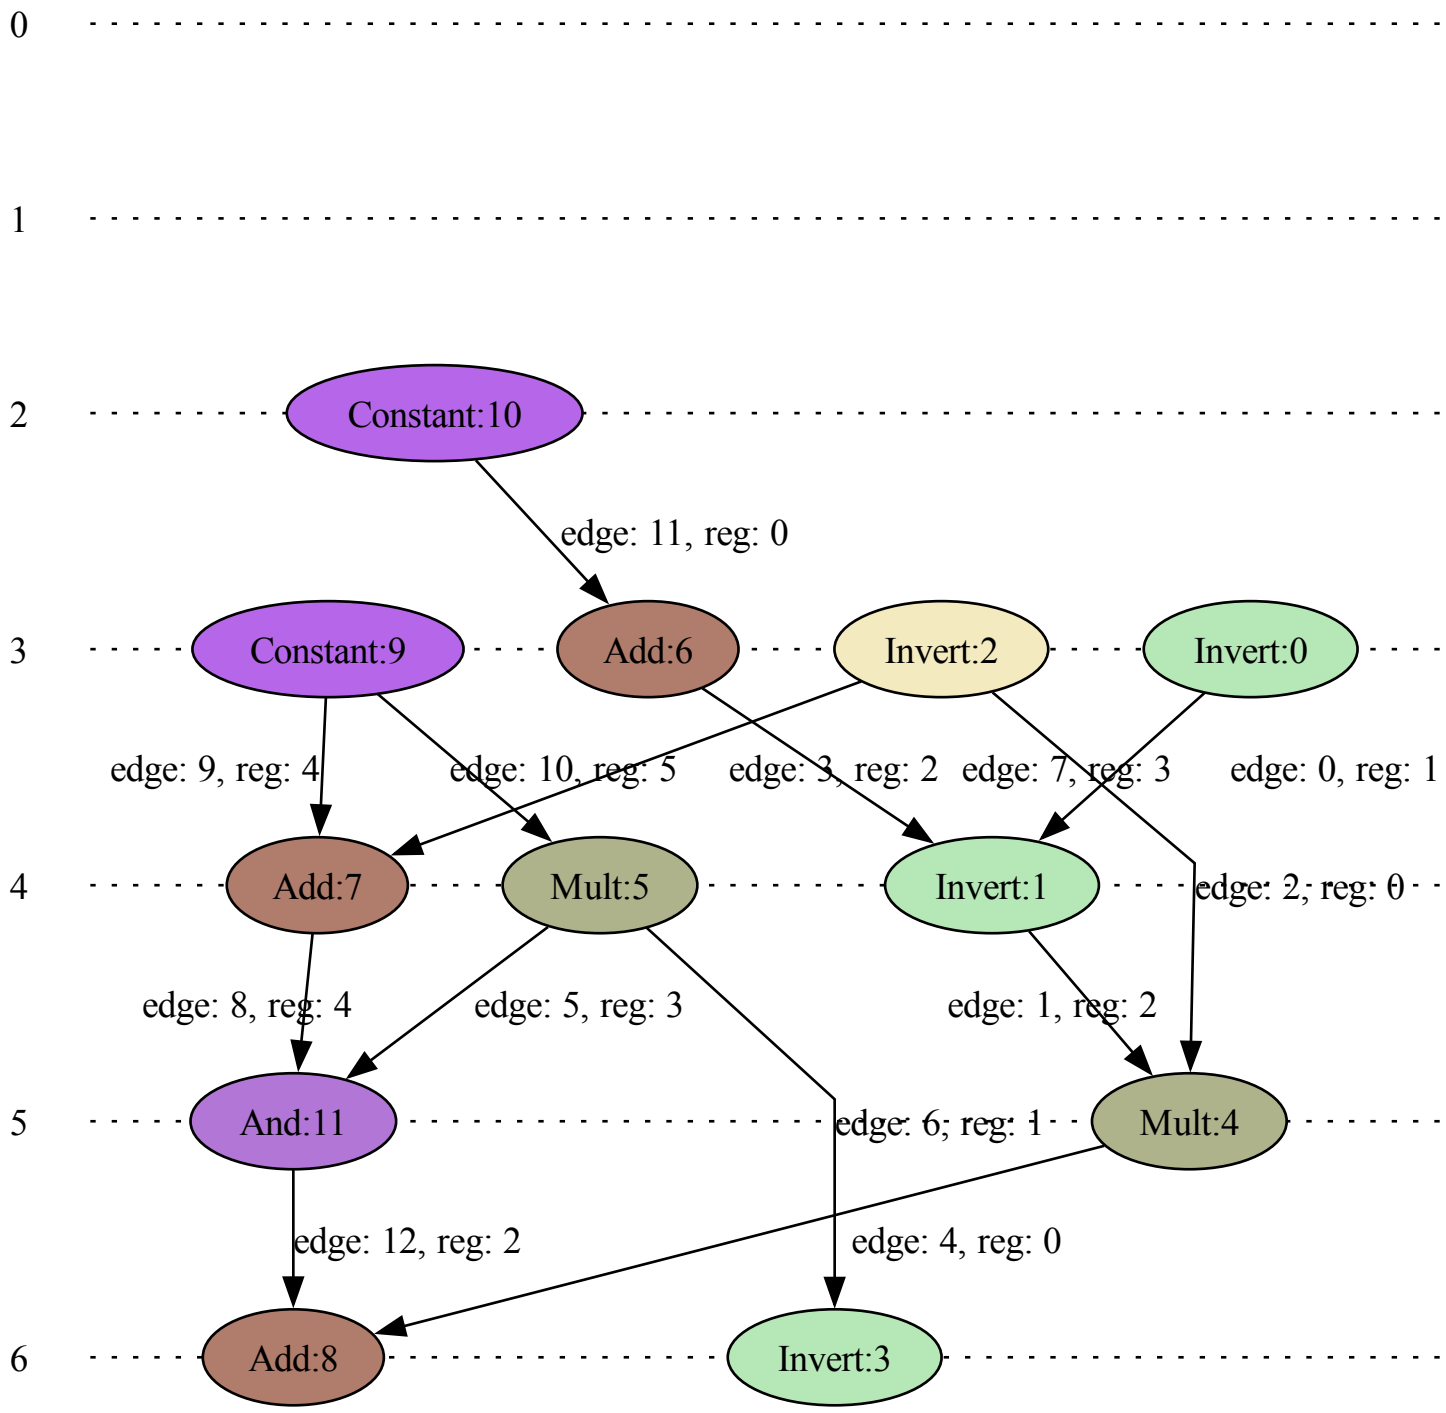 0
1
2
Constant:10
edge: 11, reg: 0
3
Constant:9
Add:6
Invert:2
Invert:0
edge: 9, reg: 4
edge: 10, reg: 5
edge: 3, reg: 2
edge: 7, reg: 3
edge: 0, reg: 1
4
Add:7
Mult:5
Invert:1
edge: 2, reg: 0
edge: 8, reg: 4
edge: 5, reg: 3
edge: 1, reg: 2
5
And:11
edge: 6, reg: 1
Mult:4
edge: 12, reg: 2
edge: 4, reg: 0
6
Add:8
Invert:3